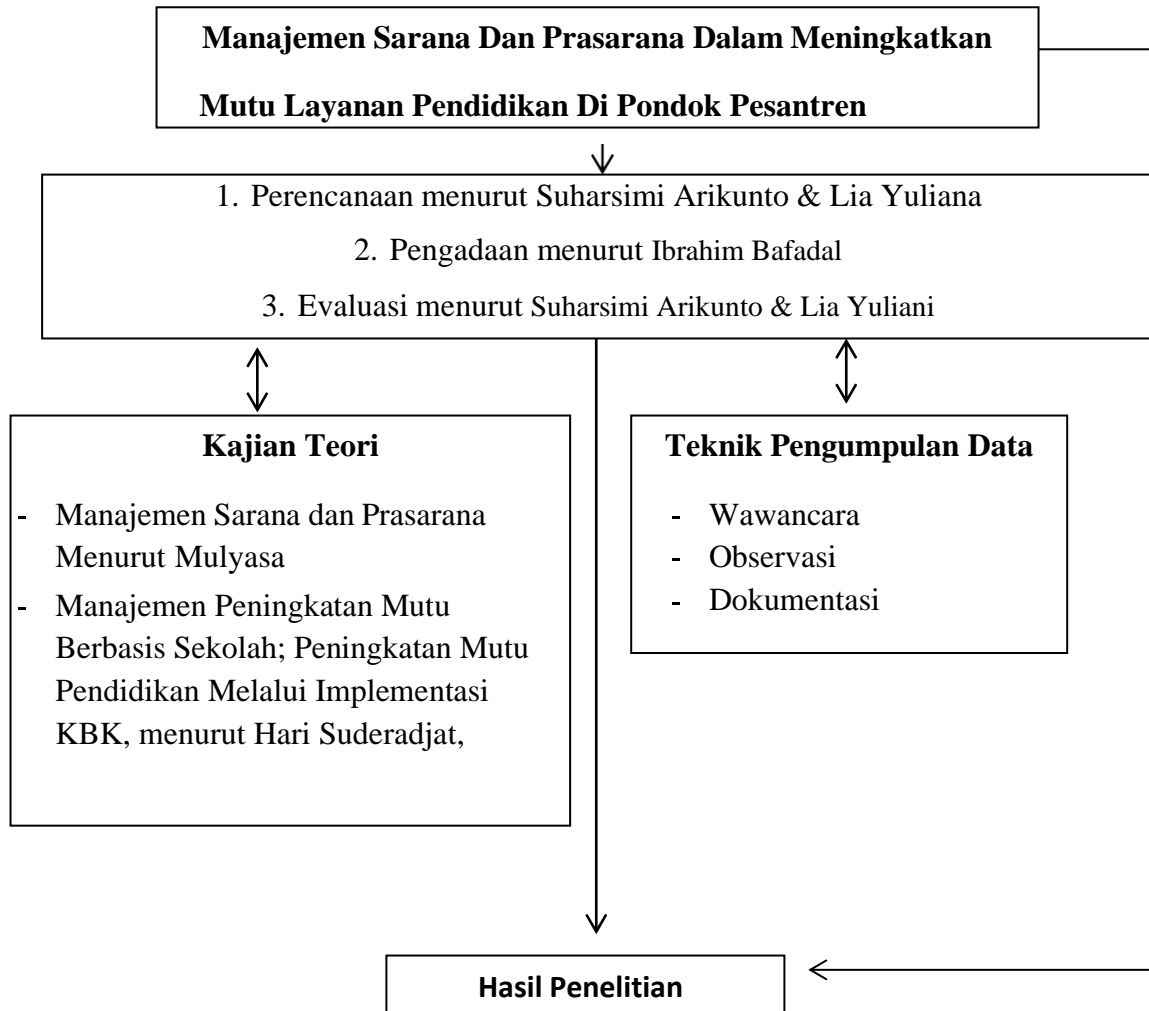 Manajemen Sarana Dan Prasarana Dalam Meningkatkan
Mutu Layanan Pendidikan Di Pondok Pesantren
1. Perencanaan menurut Suharsimi Arikunto & Lia Yuliana
2. Pengadaan menurut Ibrahim Bafadal
3. Evaluasi menurut Suharsimi Arikunto & Lia Yuliani
Kajian Teori
- Manajemen Sarana dan Prasarana
Menurut Mulyasa
- Manajemen Peningkatan Mutu
Berbasis Sekolah; Peningkatan Mutu
Pendidikan Melalui Implementasi
KBK, menurut Hari Suderadjat,
Teknik Pengumpulan Data
- Wawancara
- Observasi
- Dokumentasi
Hasil Penelitian